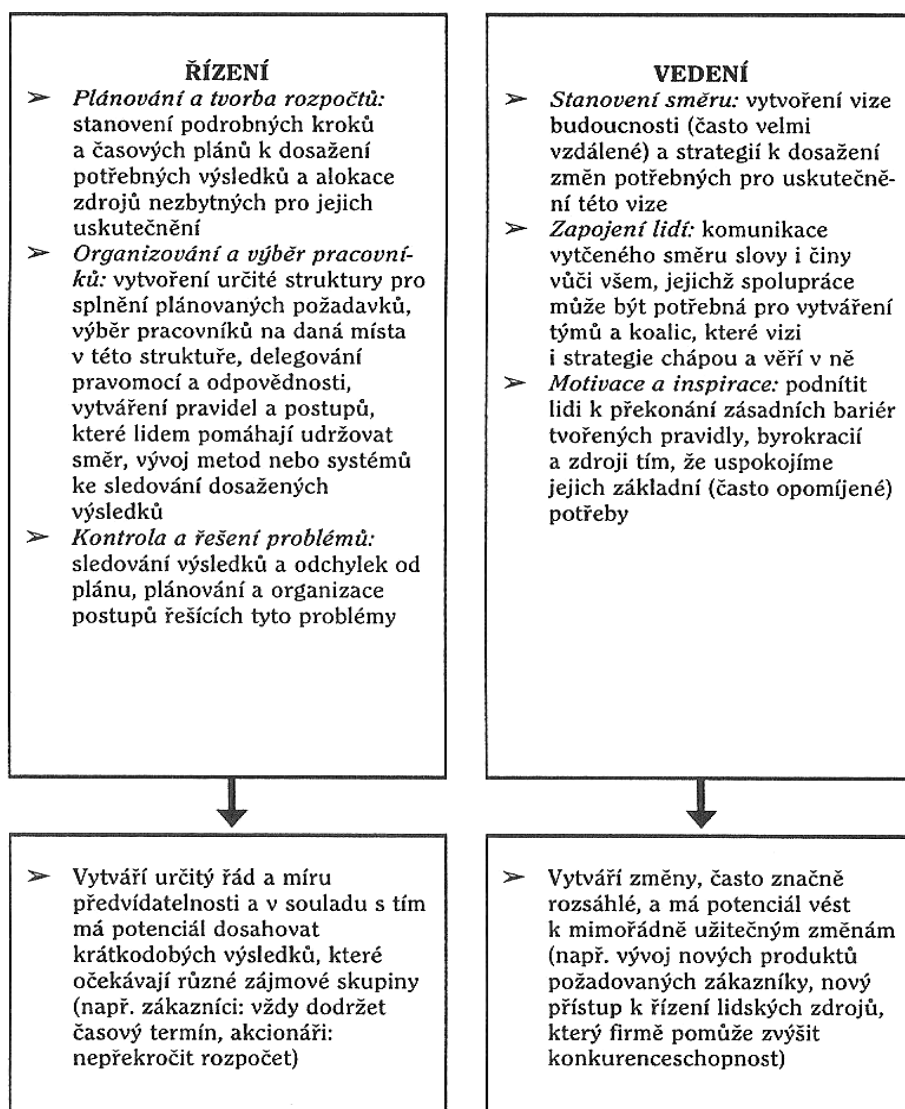 ŘÍZENÍ
➢ Plánování a tvorba rozpočtů:
stanovení podrobných kroků
a časových plánů k dosažení
potřebných výsledků a alokace
zdrojů nezbytných pro jejich
uskutečnění
➢ Organizování a výběr pracovní-
ků: vytvoření určité struktury pro
splnění plánovaných požadavků,
výběr pracovníků na daná místa
v této struktuře, delegování
pravomocí a odpovědnosti,
vytváření pravidel a postupů,
které lidem pomáhají udržovat
směr, vývoj metod nebo systémů
ke sledování dosažených
výsledků
➢ Kontrola a řešení problémů:
sledování výsledků a odchylek od
plánu, plánování a organizace
postupů řešících tyto problémy
VEDENÍ
➢ Stanovení směru: vytvoření vize
budoucnosti (často velmi
vzdálené) a strategií k dosažení
změn potřebných pro uskutečně-
ní této vize
➢ Zapojení lidí: komunikace
vytčeného směru slovy i činy
vůči všem, jejichž spolupráce
může být potřebná pro vytváření
týmů a koalic, které vizi
i strategie chápou a věří v ně
➢ Motivace a inspirace: podnítit
lidi k překonání zásadních bariér
tvořených pravidly, byrokracií
a zdroji tím, že uspokojíme
jejich základní (často opomíjené)
potřeby
➢ Vytváří určitý řád a míru
předvídatelnosti a v souladu s tím
má potenciál dosahovat
krátkodobých výsledků, které
očekávají různé zájmové skupiny
(např. zákazníci: vždy dodržet
časový termín, akcionáři:
nepřekročit rozpočet)
➢ Vytváří změny, často značně
rozsáhlé, a má potenciál vést
k mimořádně užitečným změnám
(např. vývoj nových produktů
požadovaných zákazníky, nový
přístup k řízení lidských zdrojů,
který firmě pomůže zvýšit
konkurenceschopnost)